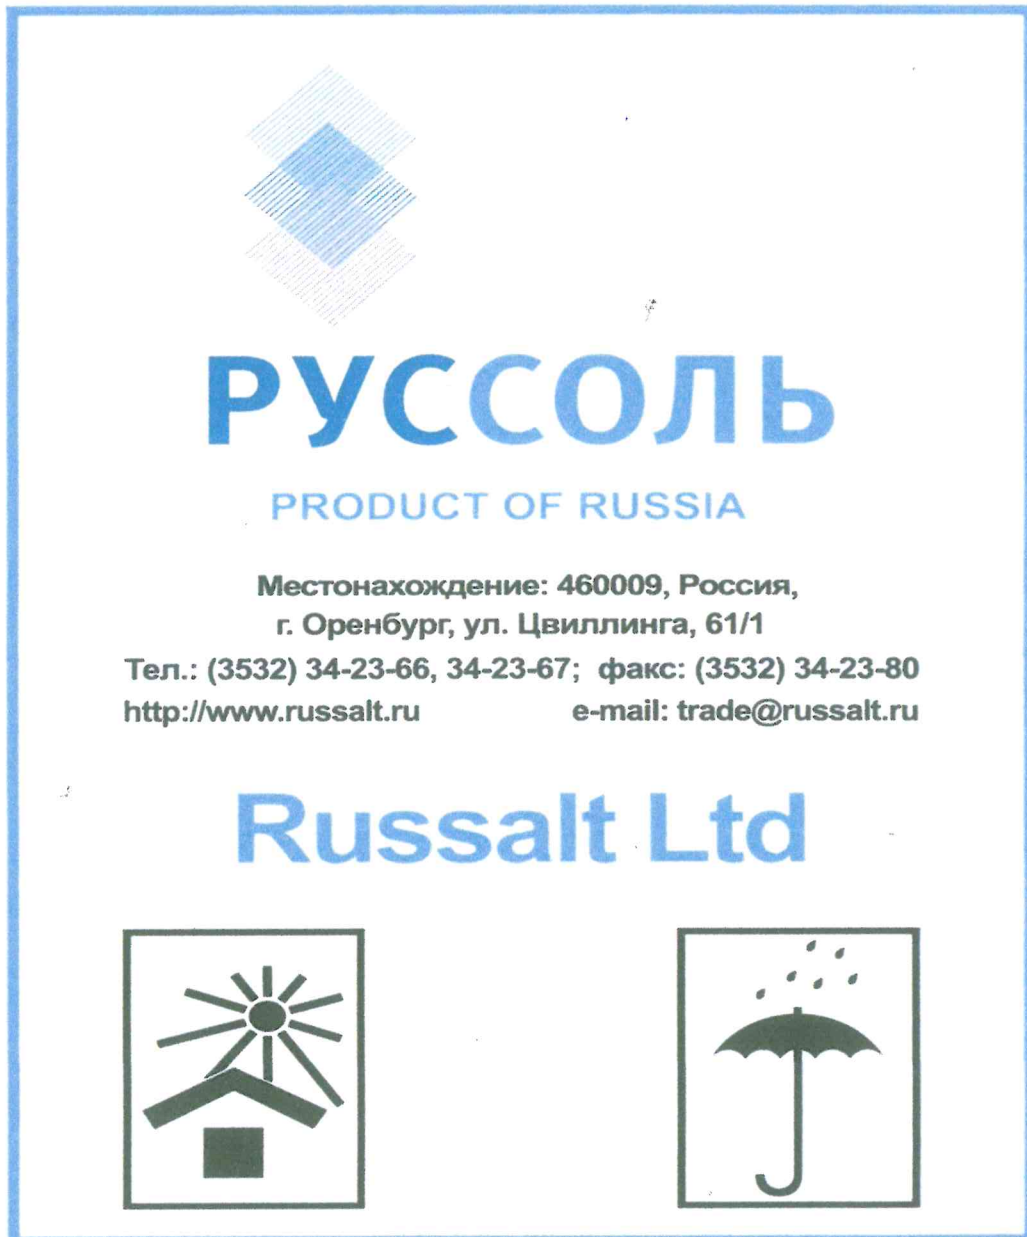 РУССОЛЬ
PRODUCT OF RUSSIA
Местонахождение: 460009, Россия,
г. Оренбург, ул. Цвиллинга, 61/1
Тел.: (3532) 34-23-66, 34-23-67; факс: (3532) 34-23-80
http://www.russalt.ru e-mail: trade@russalt.ru
Russalt Ltd